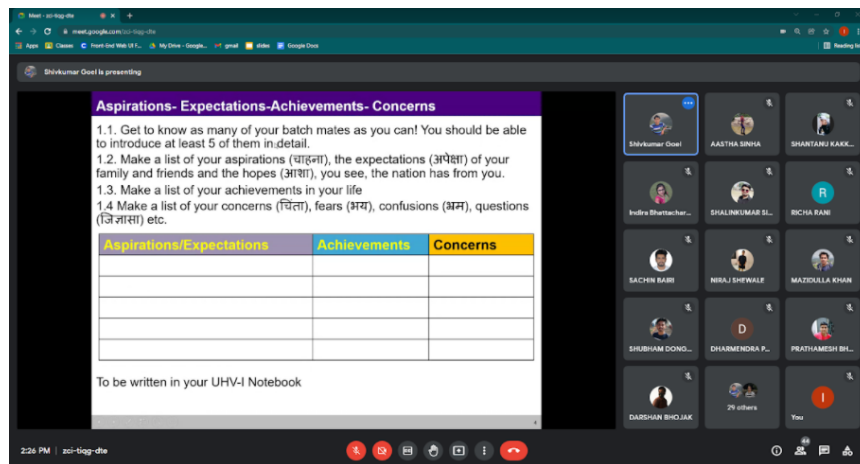 Meet - zci-tiqg-dte
meet.google.com/zci-tiqg-dte
Apps Classes Front-End Web UI F... My Drive - Google... gmail slides Google Docs Reading lis
Shivkumar Goel is presenting
Aspirations- Expectations-Achievements- Concerns
1.1. Get to know as many of your batch mates as you can! You should be able
to introduce at least 5 of them in detail.
1.2. Make a list of your aspirations (चाहना), the expectations (अपेक्षा) of your
family and friends and the hopes (आशा), you see, the nation has from you.
1.3. Make a list of your achievements in your life
1.4 Make a list of your concerns (चिंता), fears (भय), confusions (भ्रम), questions
(जिज्ञासा) etc.
Aspirations/Expectations Achievements Concerns
To be written in your UHV-I Notebook
4
Shivkumar Goel AASTHA SINHA SHANTANU KAKK...
Indira Bhattachar... SHALINKUMAR SI... RICHA RANI
R
SACHIN BAIRI NIRAJ SHEWALE MAZIDULLA KHAN
D
SHUBHAM DONG... DHARMENDRA P... PRATHAMESH BH...
I
DARSHAN BHOJAK 29 others You
2:26 PM | zci-tiqg-dte
44